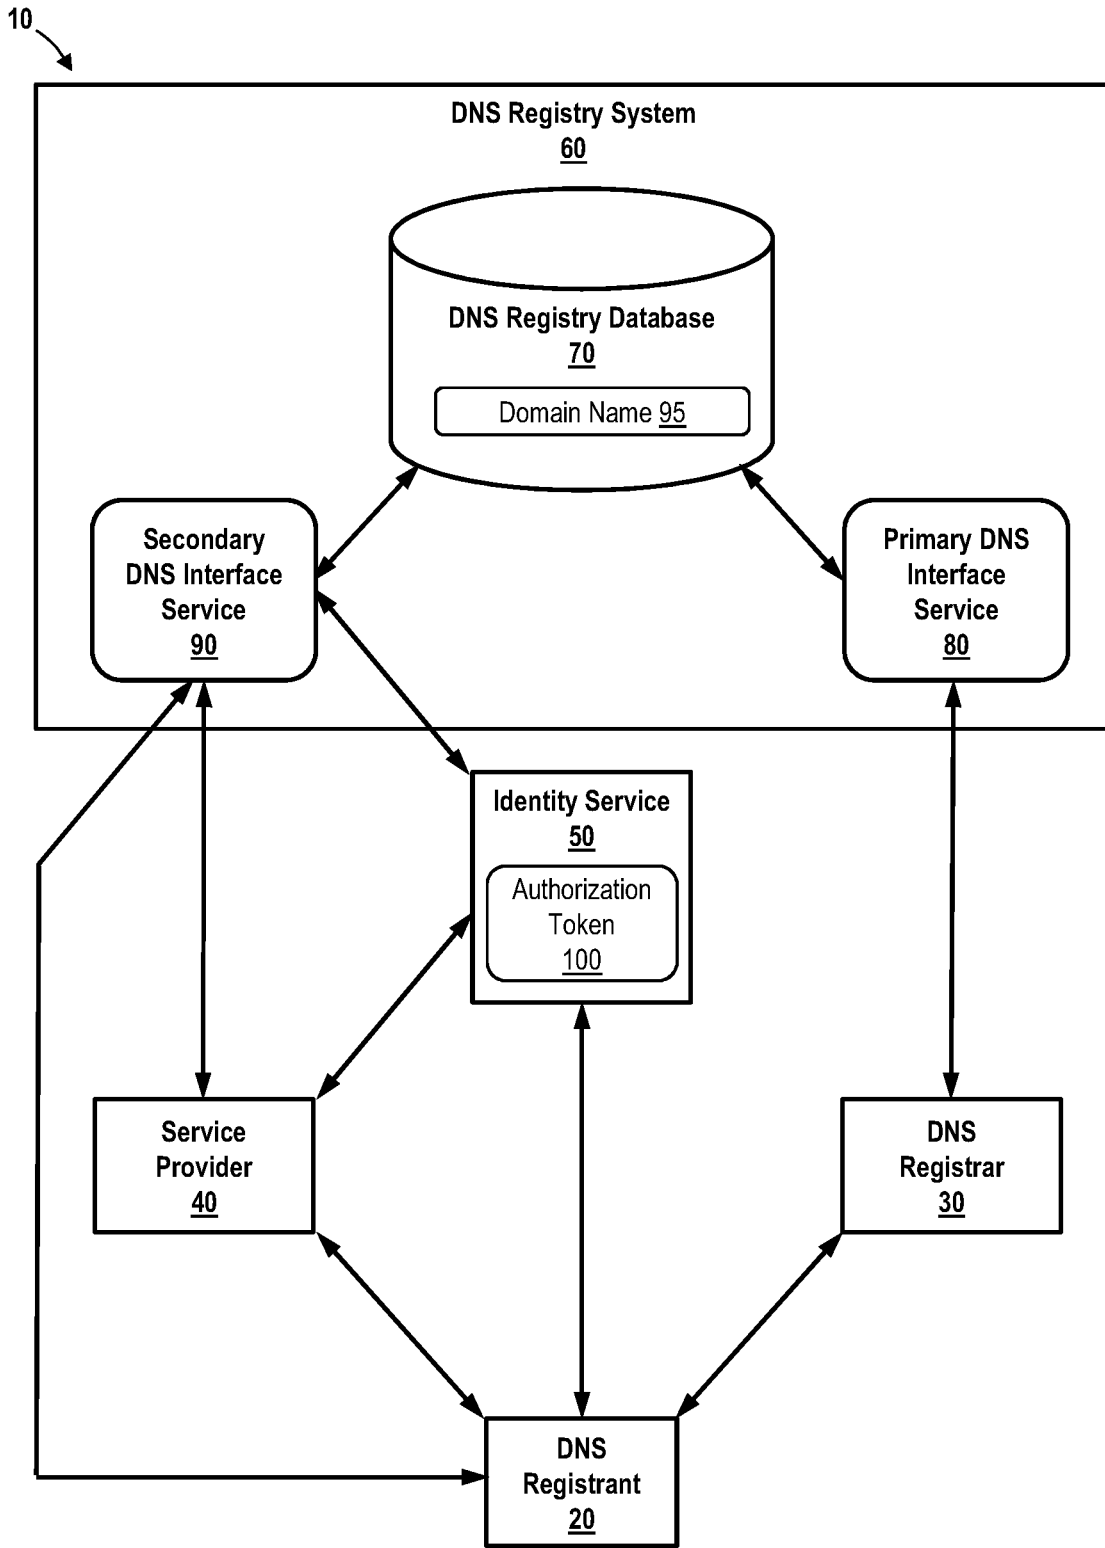 10
DNS Registry System
60
DNS Registry Database
70
Domain Name 95
Secondary
DNS Interface
Service
90
Primary DNS
Interface
Service
80
Identity Service
50
Authorization
Token
100
Service
Provider
40
DNS
Registrar
30
DNS
Registrant
20